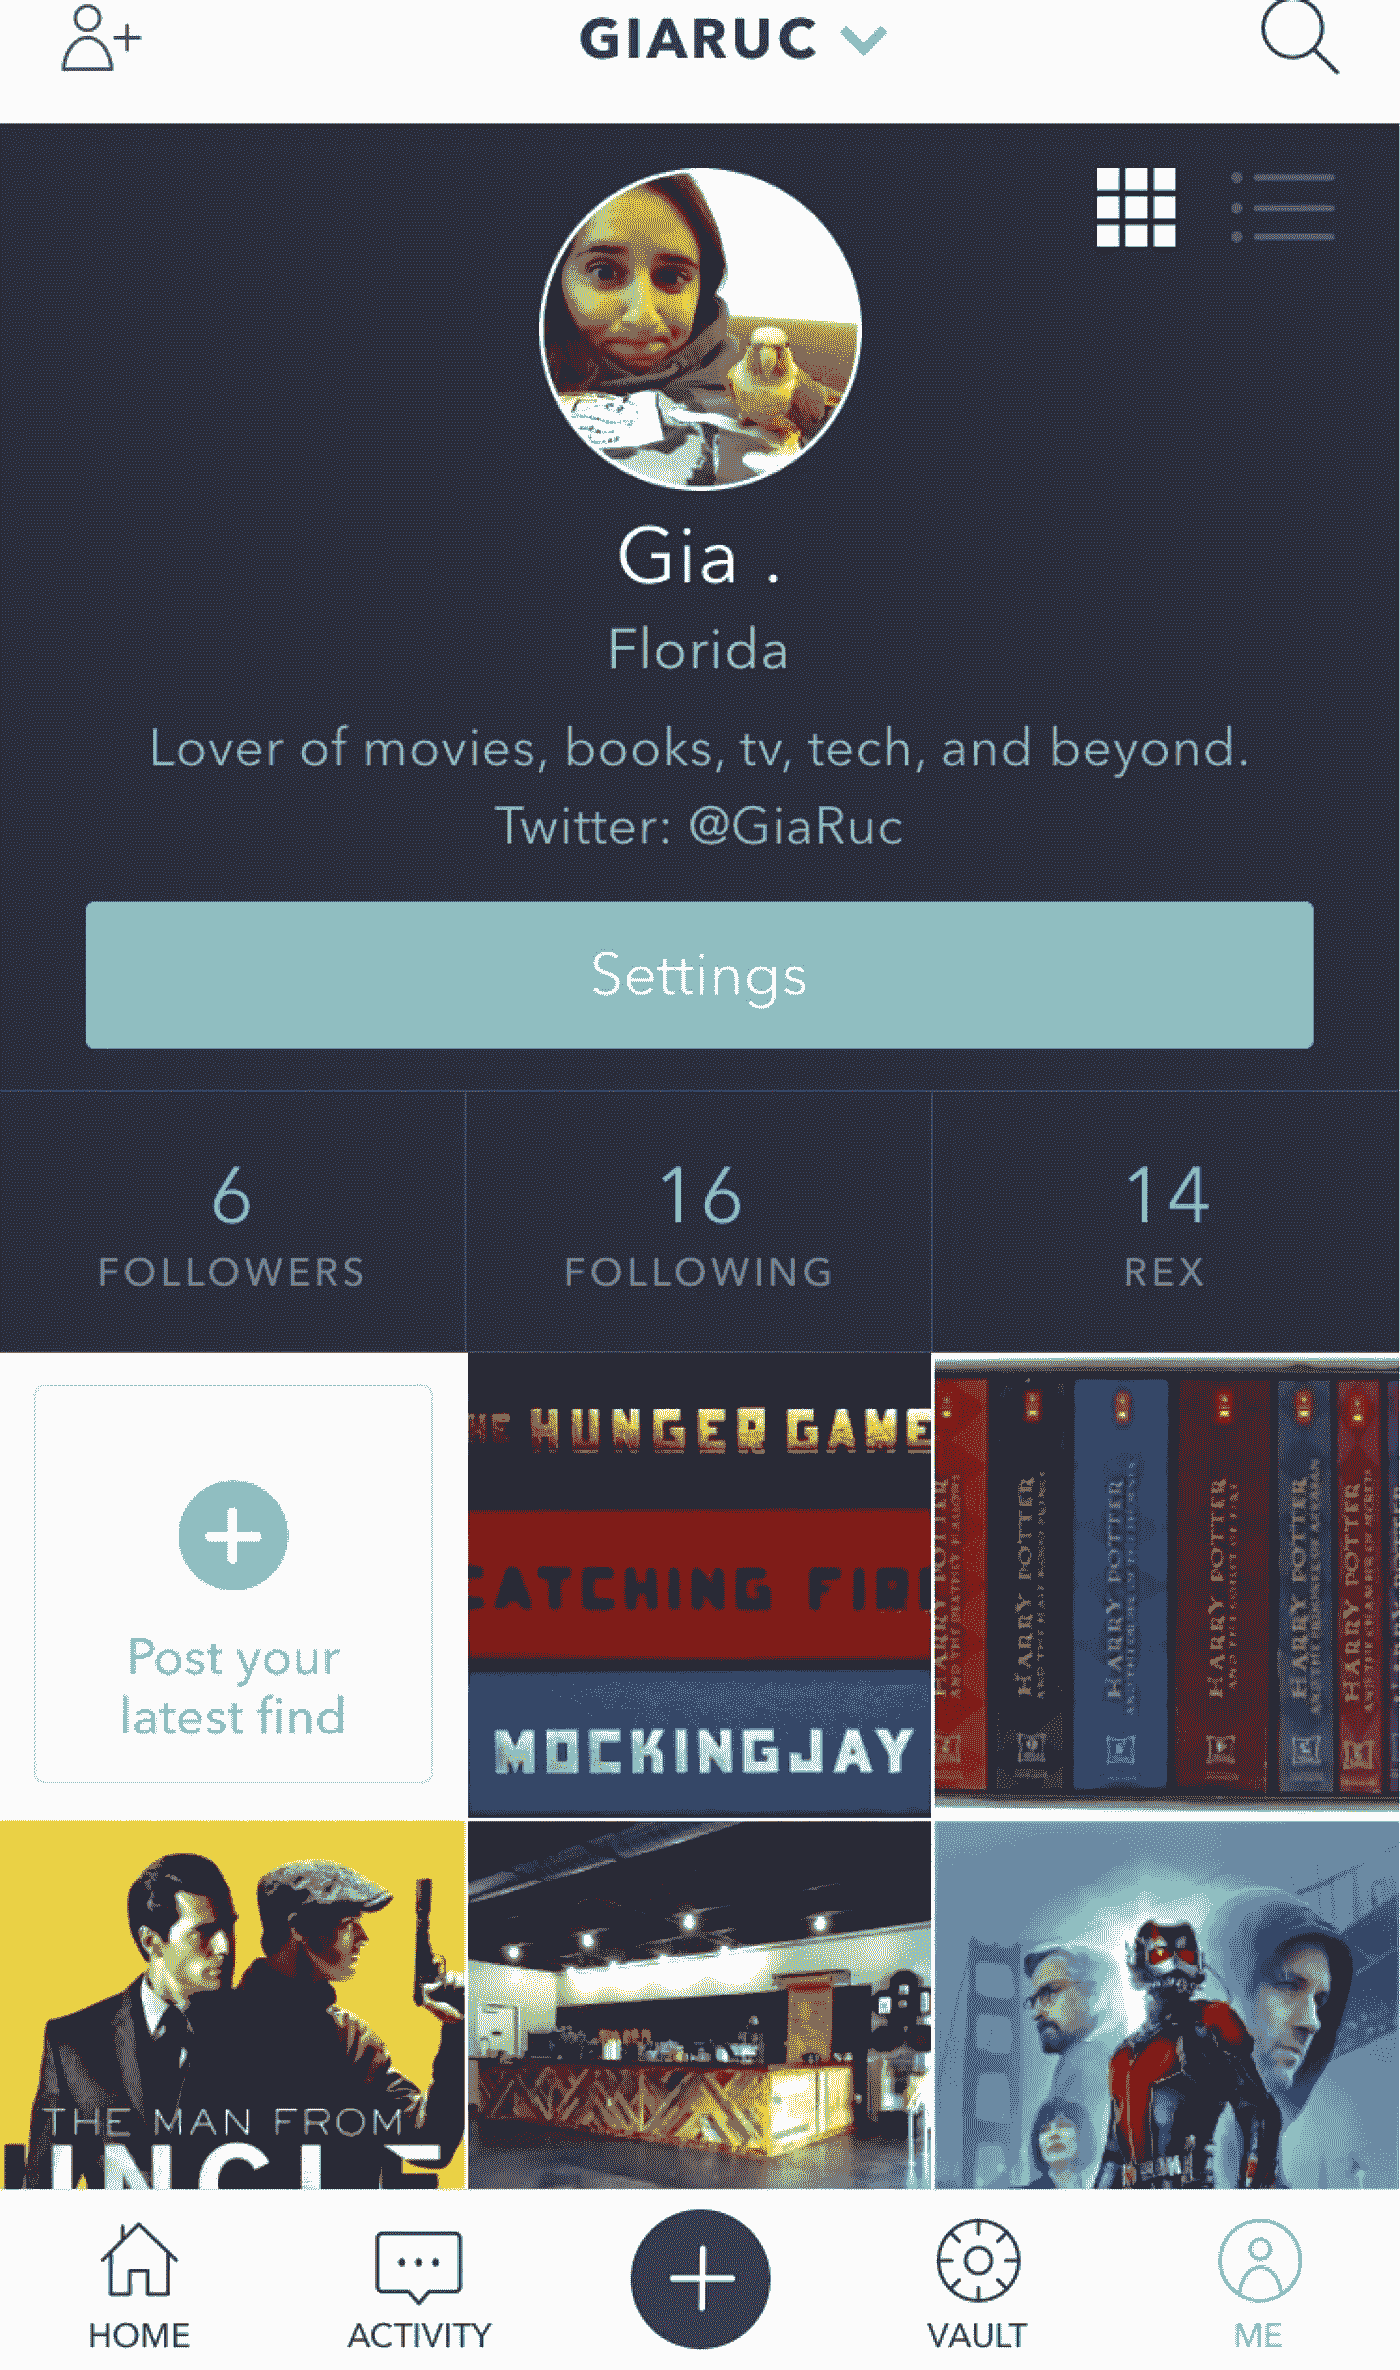 GIARUC
Gia .
Florida
Lover of movies, books, tv, tech, and beyond.
Twitter: @GiaRuc
Settings
6
FOLLOWERS
16
FOLLOWING
14
REX
Post your
latest find
HE HUNGER GAME
CATCHING FIR
MOCKINGJAY
HARRY POTTER
HARRY POTTER
HARRY POTTER
HARRY POTTER
HARRY POTTER
HARRY POTTER
THE MAN FROM
UNCLE
HOME
ACTIVITY
VAULT
ME